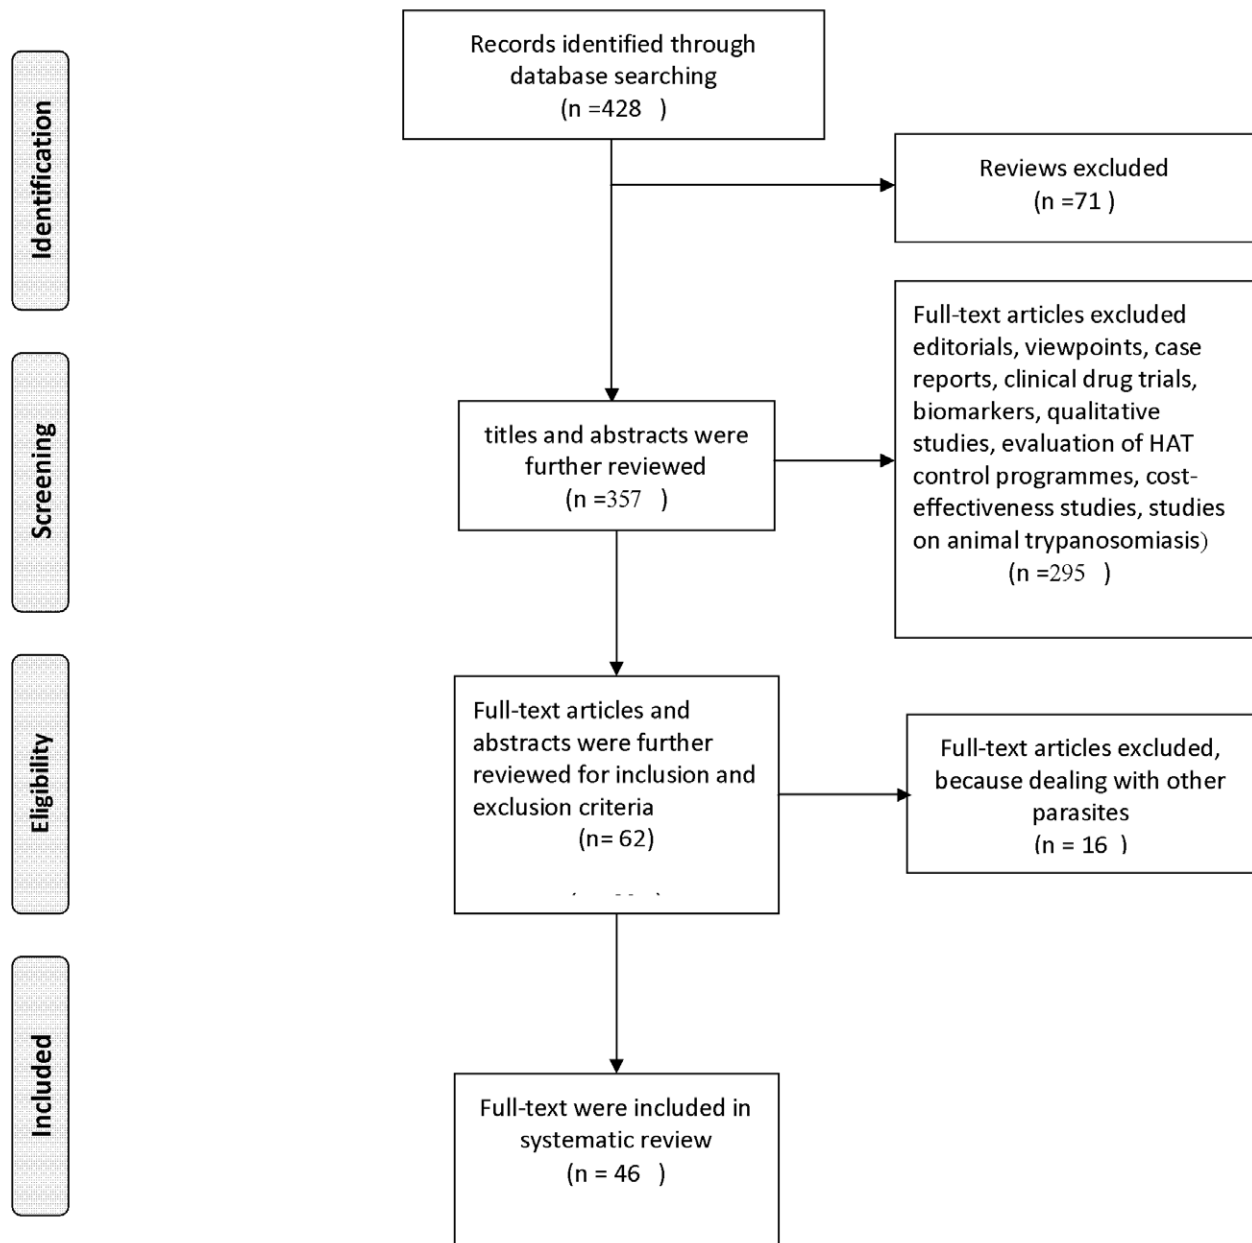 Identification
Records identified through
database searching
(n =428 )
Reviews excluded
(n =71 )
Screening
titles and abstracts were
further reviewed
(n =357 )
Full-text articles excluded
editorials, viewpoints, case
reports, clinical drug trials,
biomarkers, qualitative
studies, evaluation of HAT
control programmes, cost-
effectiveness studies, studies
on animal trypanosomiasis)
(n =295 )
Eligibility
Full-text articles and
abstracts were further
reviewed for inclusion and
exclusion criteria
(n= 62)
Full-text articles excluded,
because dealing with other
parasites
(n = 16 )
Included
Full-text were included in
systematic review
(n = 46 )